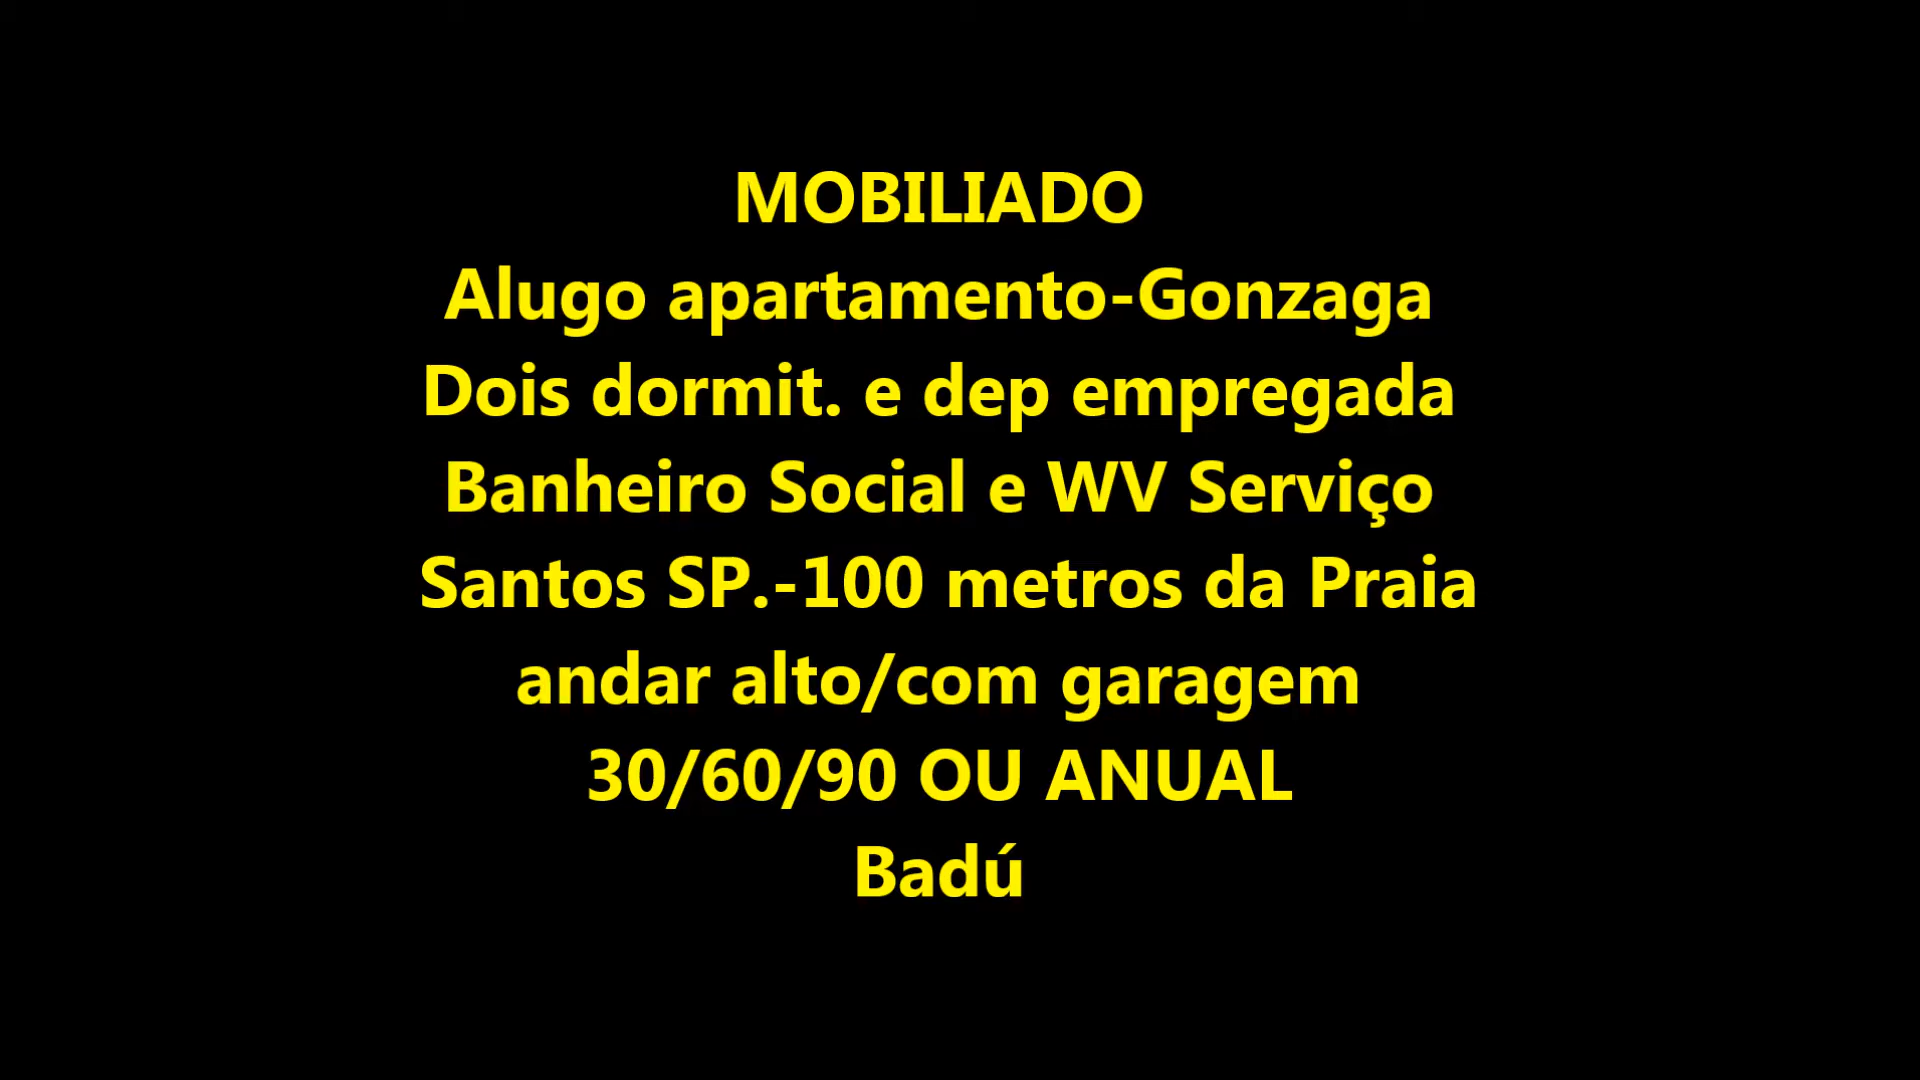 MOBILIADO
Alugo apartamento-Gonzaga
Dois dormit. e dep empregada
Banheiro Social e WV Serviço
Santos SP.-100 metros da Praia
andar alto/com garagem
30/60/90 OU ANUAL
Badú